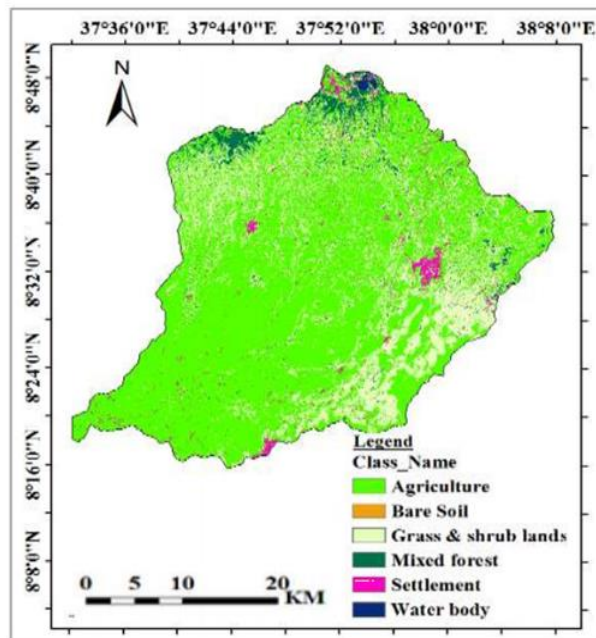 37°36'0"E 37°44'0"E 37°52'0"E 38°0'0"E 38°8'0"E
N
8°48'0"N
8°40'0"N
8°32'0"N
8°24'0"N
8°16'0"N
8°8'0"N
Legend
Class_Name
Agriculture
Bare Soil
Grass & shrub lands
Mixed forest
Settlement
Water body
0 5 10 20
KM